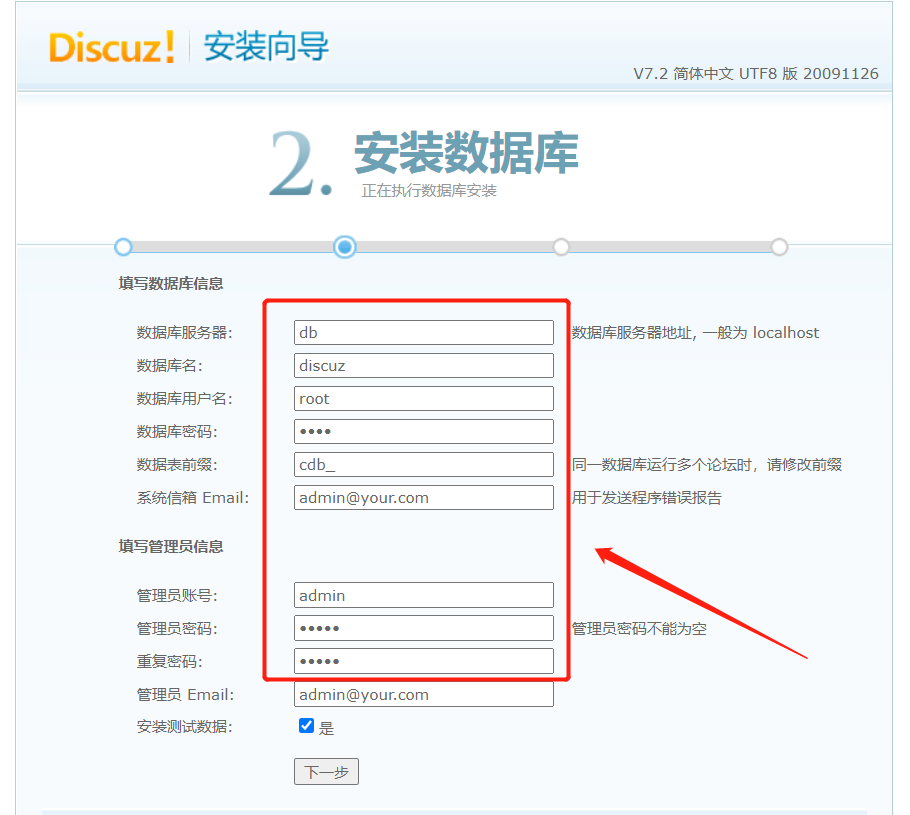 Discuz! 安装向导
V7.2 简体中文 UTF8 版 20091126
2. 安装数据库
正在执行数据库安装
填写数据库信息
数据库服务器: db 数据库服务器地址, 一般为 localhost
数据库名: discuz
数据库用户名: root
数据库密码: ••••
数据表前缀: cdb_ 同一数据库运行多个论坛时，请修改前缀
系统信箱 Email: admin@your.com 用于发送程序错误报告
填写管理员信息
管理员账号: admin
管理员密码: ••••• 管理员密码不能为空
重复密码: •••••
管理员 Email: admin@your.com
安装测试数据: 是
下一步